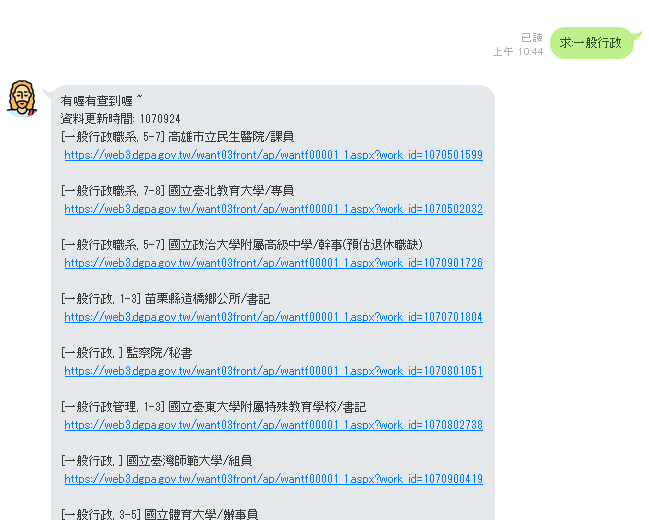 求:一般行政
已讀
上午 10:44
有喔有查到喔 ~
資料更新時間: 1070924
[一般行政職系, 5-7] 高雄市立民生醫院/課員
https://web3.dgpa.gov.tw/want03front/ap/wantf00001_1.aspx?work_id=1070501599
[一般行政職系, 7-8] 國立臺北教育大學/專員
https://web3.dgpa.gov.tw/want03front/ap/wantf00001_1.aspx?work_id=1070502032
[一般行政職系, 5-7] 國立政治大學附屬高級中學/幹事(預估退休職缺)
https://web3.dgpa.gov.tw/want03front/ap/wantf00001_1.aspx?work_id=1070901726
[一般行政, 1-3] 苗栗縣造橋鄉公所/書記
https://web3.dgpa.gov.tw/want03front/ap/wantf00001_1.aspx?work_id=1070701804
[一般行政, ] 監察院/秘書
https://web3.dgpa.gov.tw/want03front/ap/wantf00001_1.aspx?work_id=1070801051
[一般行政管理, 1-3] 國立臺東大學附屬特殊教育學校/書記
https://web3.dgpa.gov.tw/want03front/ap/wantf00001_1.aspx?work_id=1070802738
[一般行政, ] 國立臺灣師範大學/組員
https://web3.dgpa.gov.tw/want03front/ap/wantf00001_1.aspx?work_id=1070900419
[一般行政, 3-5] 國立體育大學/辦事員